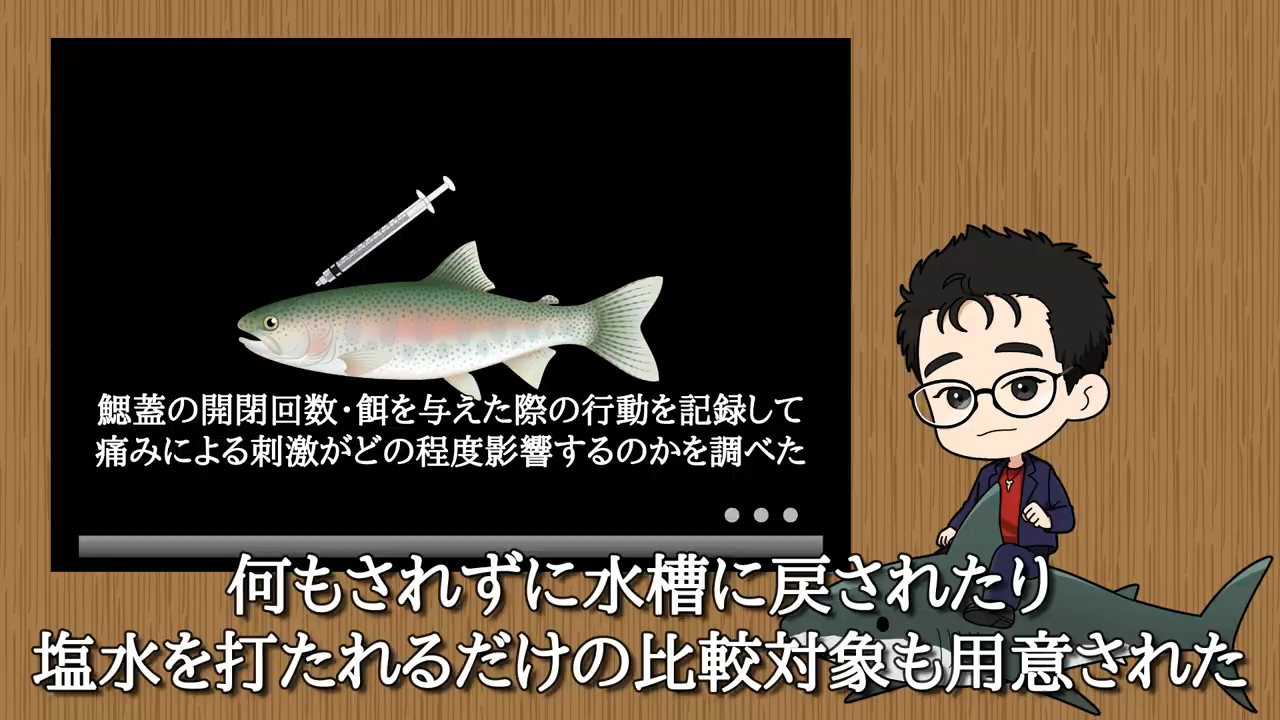 鰓蓋の開閉回数・餌を与えた際の行動を記録して
痛みによる刺激がどの程度影響するのかを調べた
何もされずに水槽に戻されたり
塩水を打たれるだけの比較対象も用意された